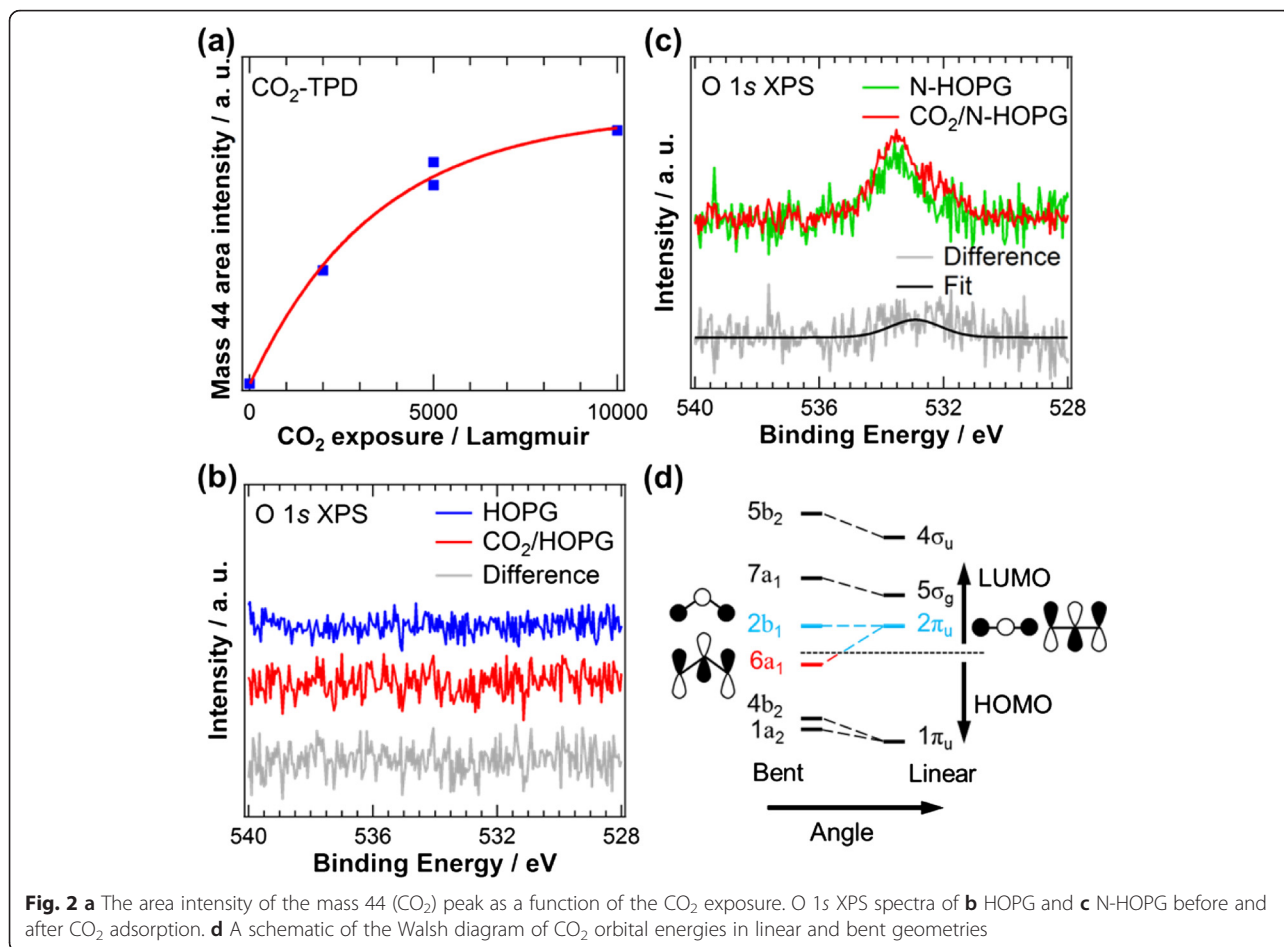 (a)
CO₂-TPD
Mass 44 area intensity / a. u.
0 5000 10000
CO₂ exposure / Lamgmuir
(b)
O 1s XPS
HOPG
CO₂/HOPG
Difference
Intensity / a. u.
540 536 532 528
Binding Energy / eV
(c)
O 1s XPS
N-HOPG
CO₂/N-HOPG
Difference
Fit
Intensity / a. u.
540 536 532 528
Binding Energy / eV
(d)
5b₂ 4σᵤ
7a₁ 5σg LUMO
2b₁ 2πᵤ
6a₁
4b₂ HOMO
1a₂ 1πᵤ
Bent Linear
Angle
Fig. 2 a The area intensity of the mass 44 (CO₂) peak as a function of the CO₂ exposure. O 1s XPS spectra of b HOPG and c N-HOPG before and
after CO₂ adsorption. d A schematic of the Walsh diagram of CO₂ orbital energies in linear and bent geometries